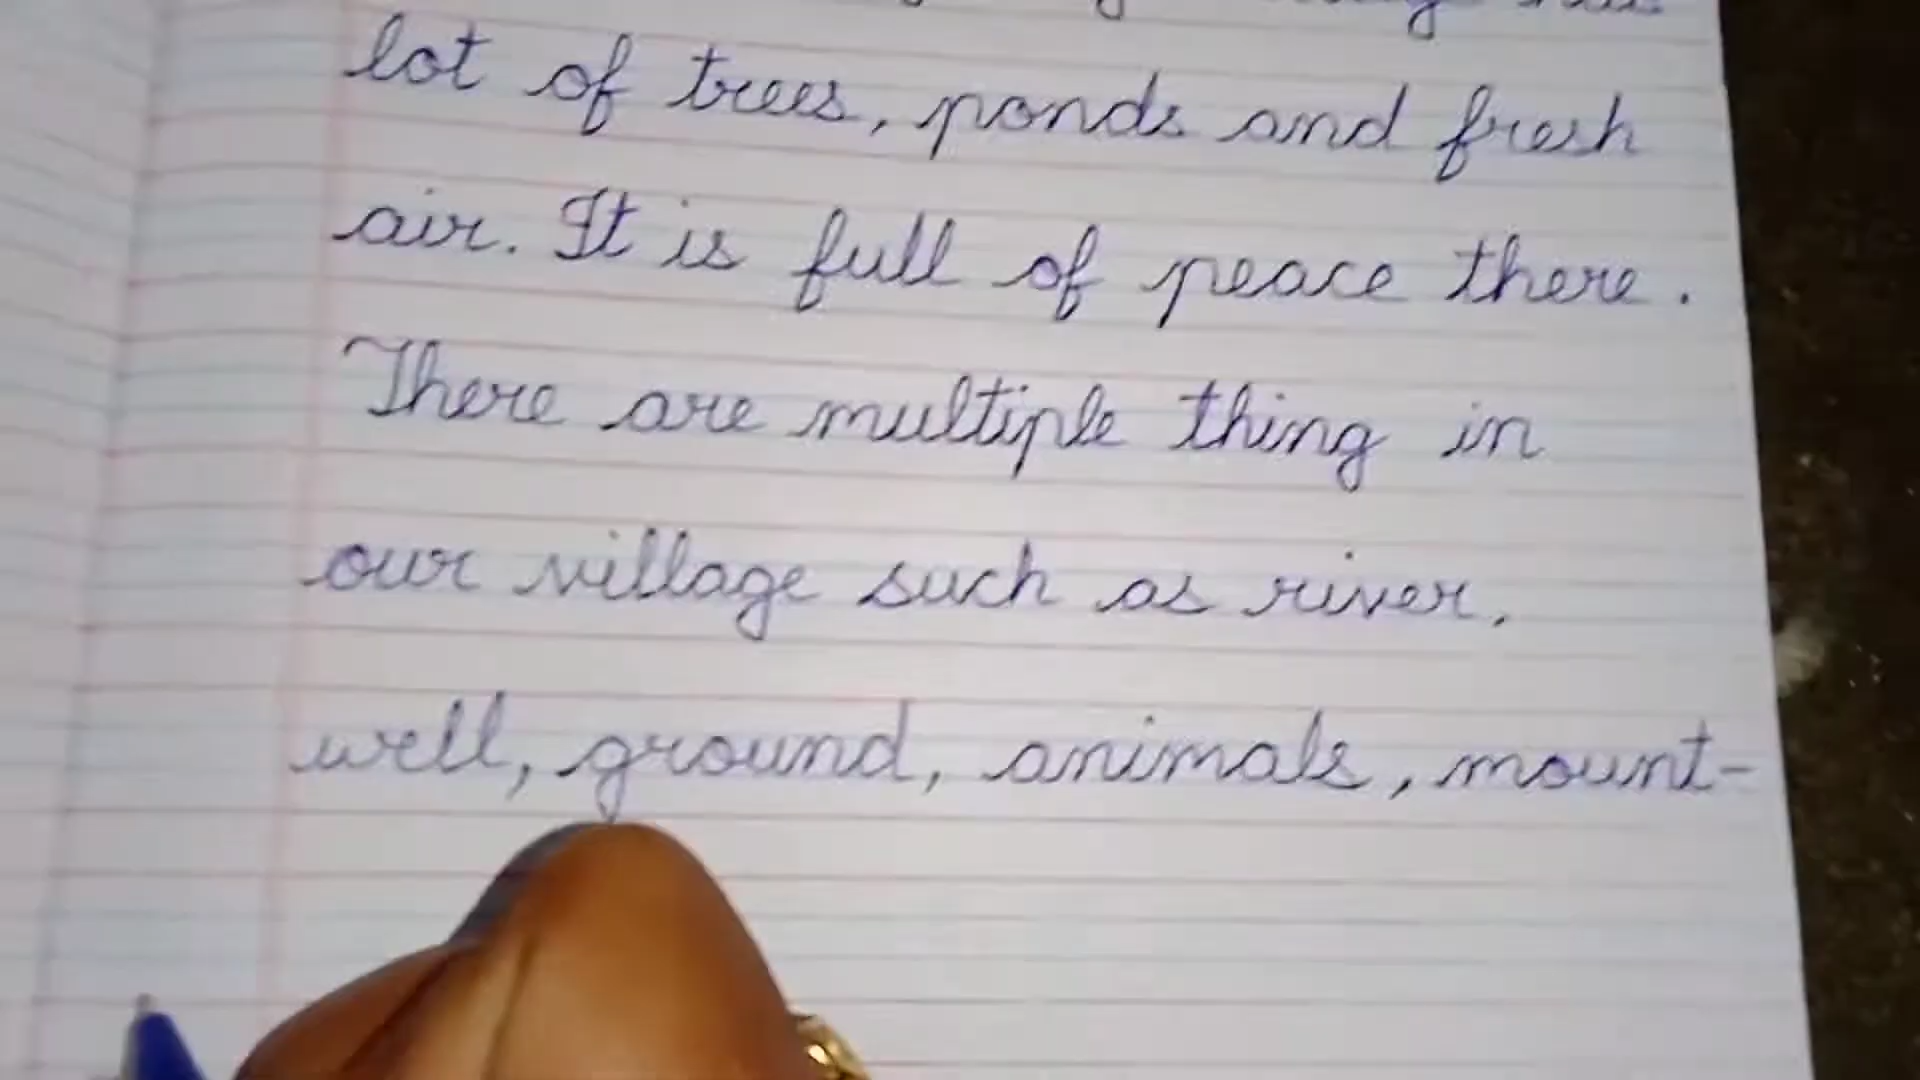 lot of trees, ponds and fresh
air. It is full of peace there.
There are multiple thing in
our village such as river,
well, ground, animals, mount-